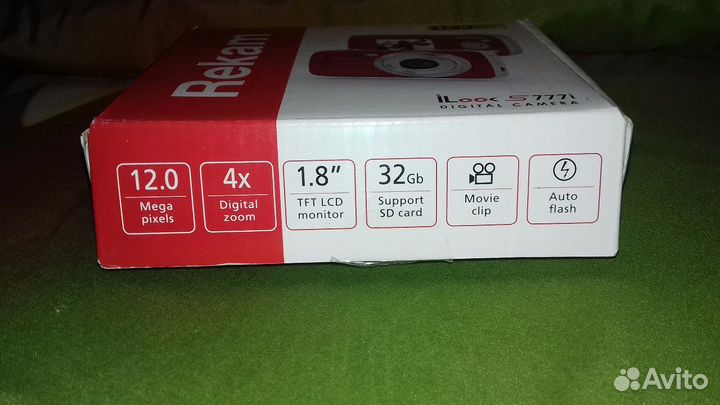 Rekam
iLook S777i
DIGITAL CAMERA
12.0
Mega
pixels
4x
Digital
zoom
1.8”
TFT LCD
monitor
32Gb
Support
SD card
Movie
clip
Auto
flash
Avito